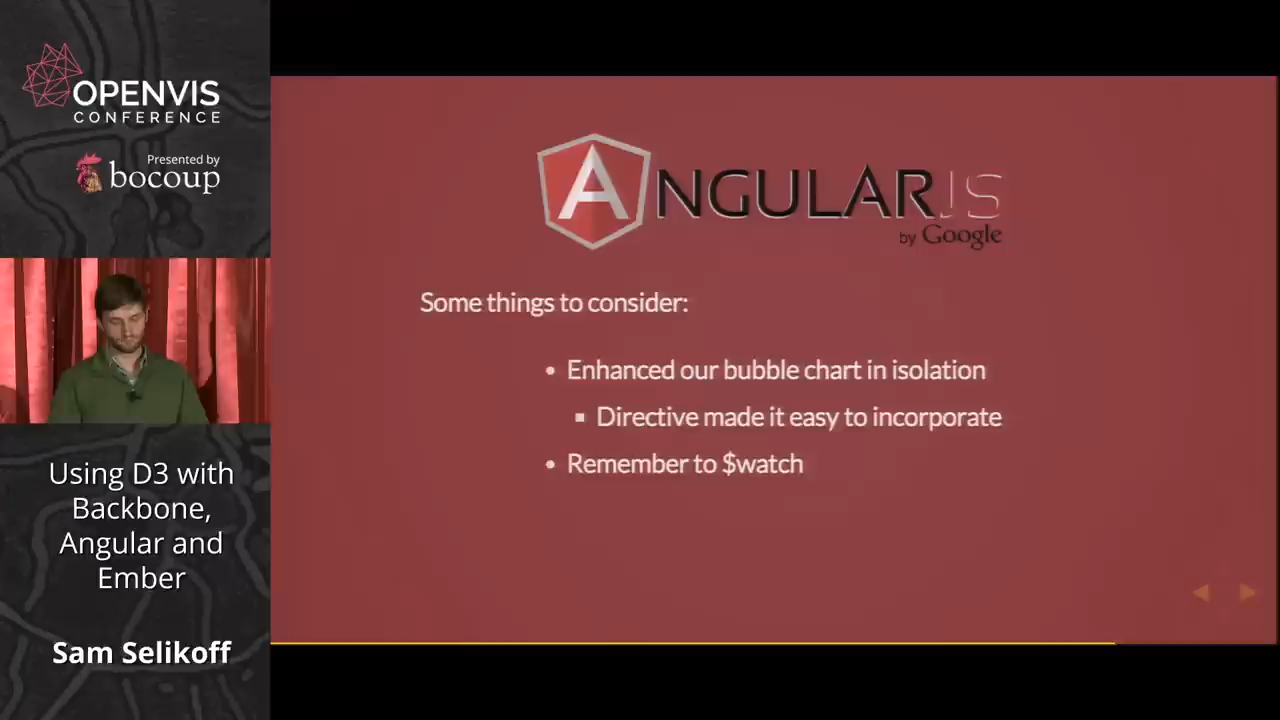 OPENVIS
CONFERENCE
Presented by
bocoup
Using D3 with
Backbone,
Angular and
Ember
Sam Selikoff
ANGULARJS
by Google
Some things to consider:
• Enhanced our bubble chart in isolation
▪ Directive made it easy to incorporate
• Remember to $watch